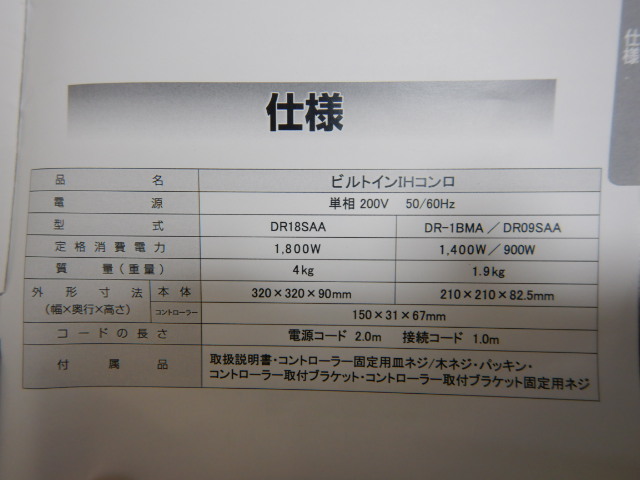 仕様
仕様
品名 ビルトインIHコンロ
電源 単相 200V 50/60Hz
型式 DR18SAA DR-1BMA／DR09SAA
定格消費電力 1,800W 1,400W／900W
質量(重量) 4kg 1.9kg
外形寸法 (幅×奥行×高さ) 本体 320×320×90mm 210×210×82.5mm
コントローラー 150×31×67mm
コードの長さ 電源コード 2.0m 接続コード 1.0m
付属品 取扱説明書・コントローラー固定用皿ネジ/木ネジ・パッキン・
コントローラー取付ブラケット・コントローラー取付ブラケット固定用ネジ